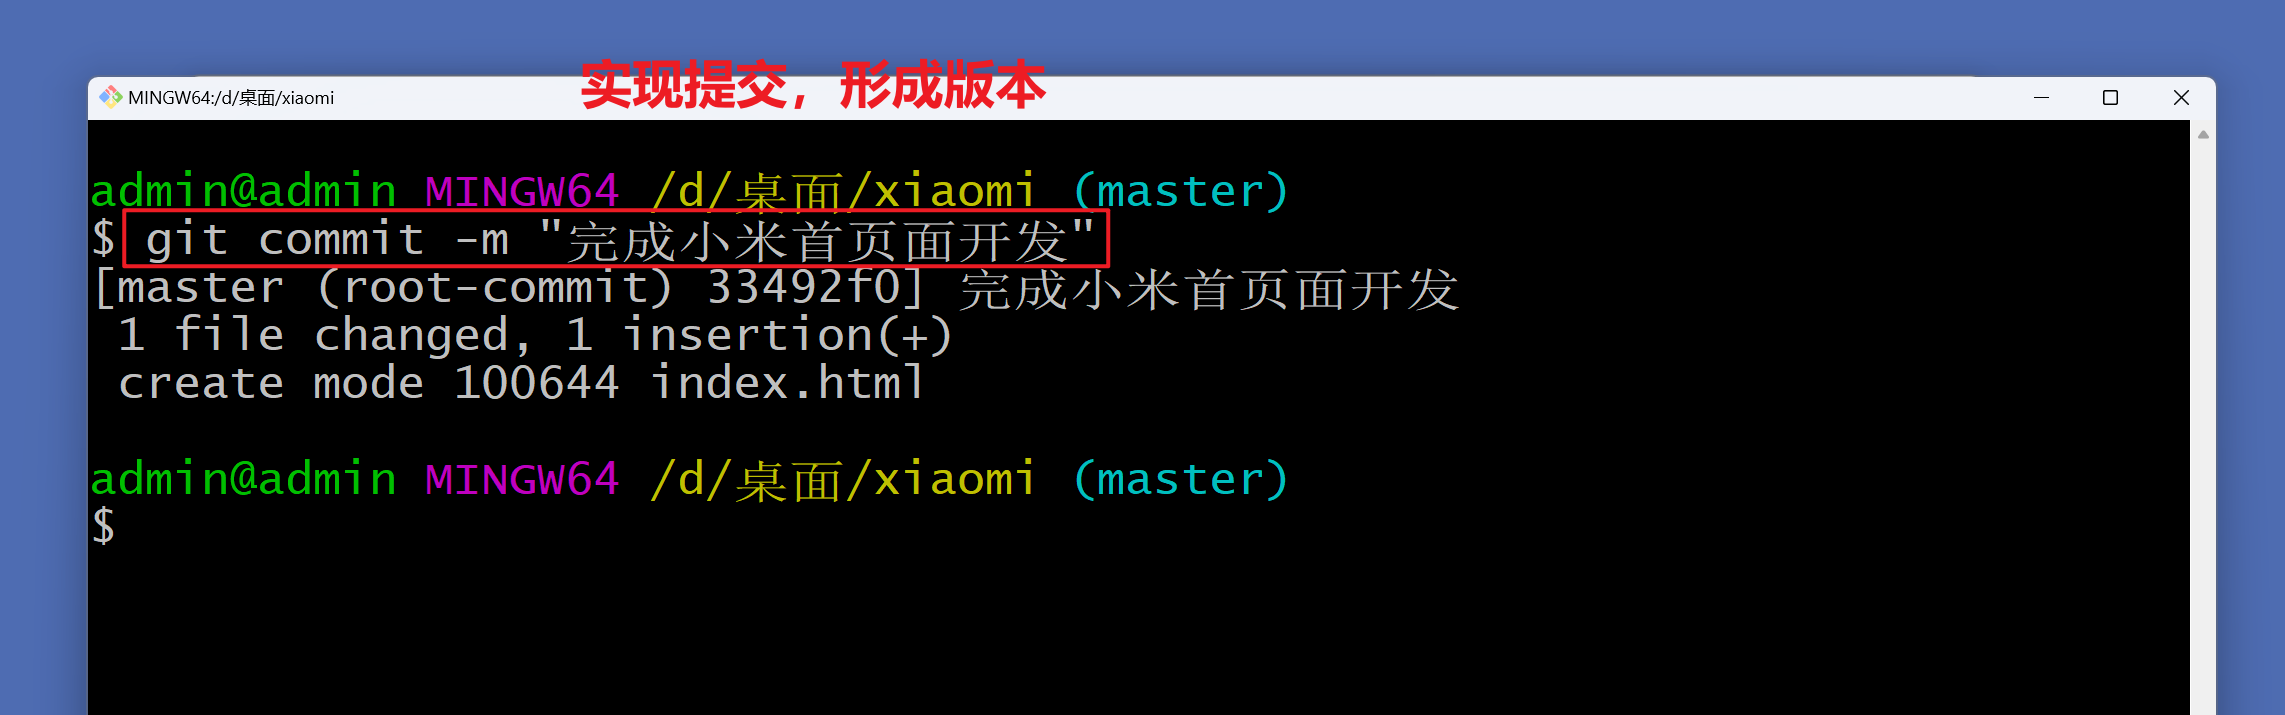 实现提交，形成版本
MINGW64:/d/桌面/xiaomi
admin@admin MINGW64 /d/桌面/xiaomi (master)
$ git commit -m "完成小米首页面开发"
[master (root-commit) 33492f0] 完成小米首页面开发
1 file changed, 1 insertion(+)
create mode 100644 index.html
admin@admin MINGW64 /d/桌面/xiaomi (master)
$